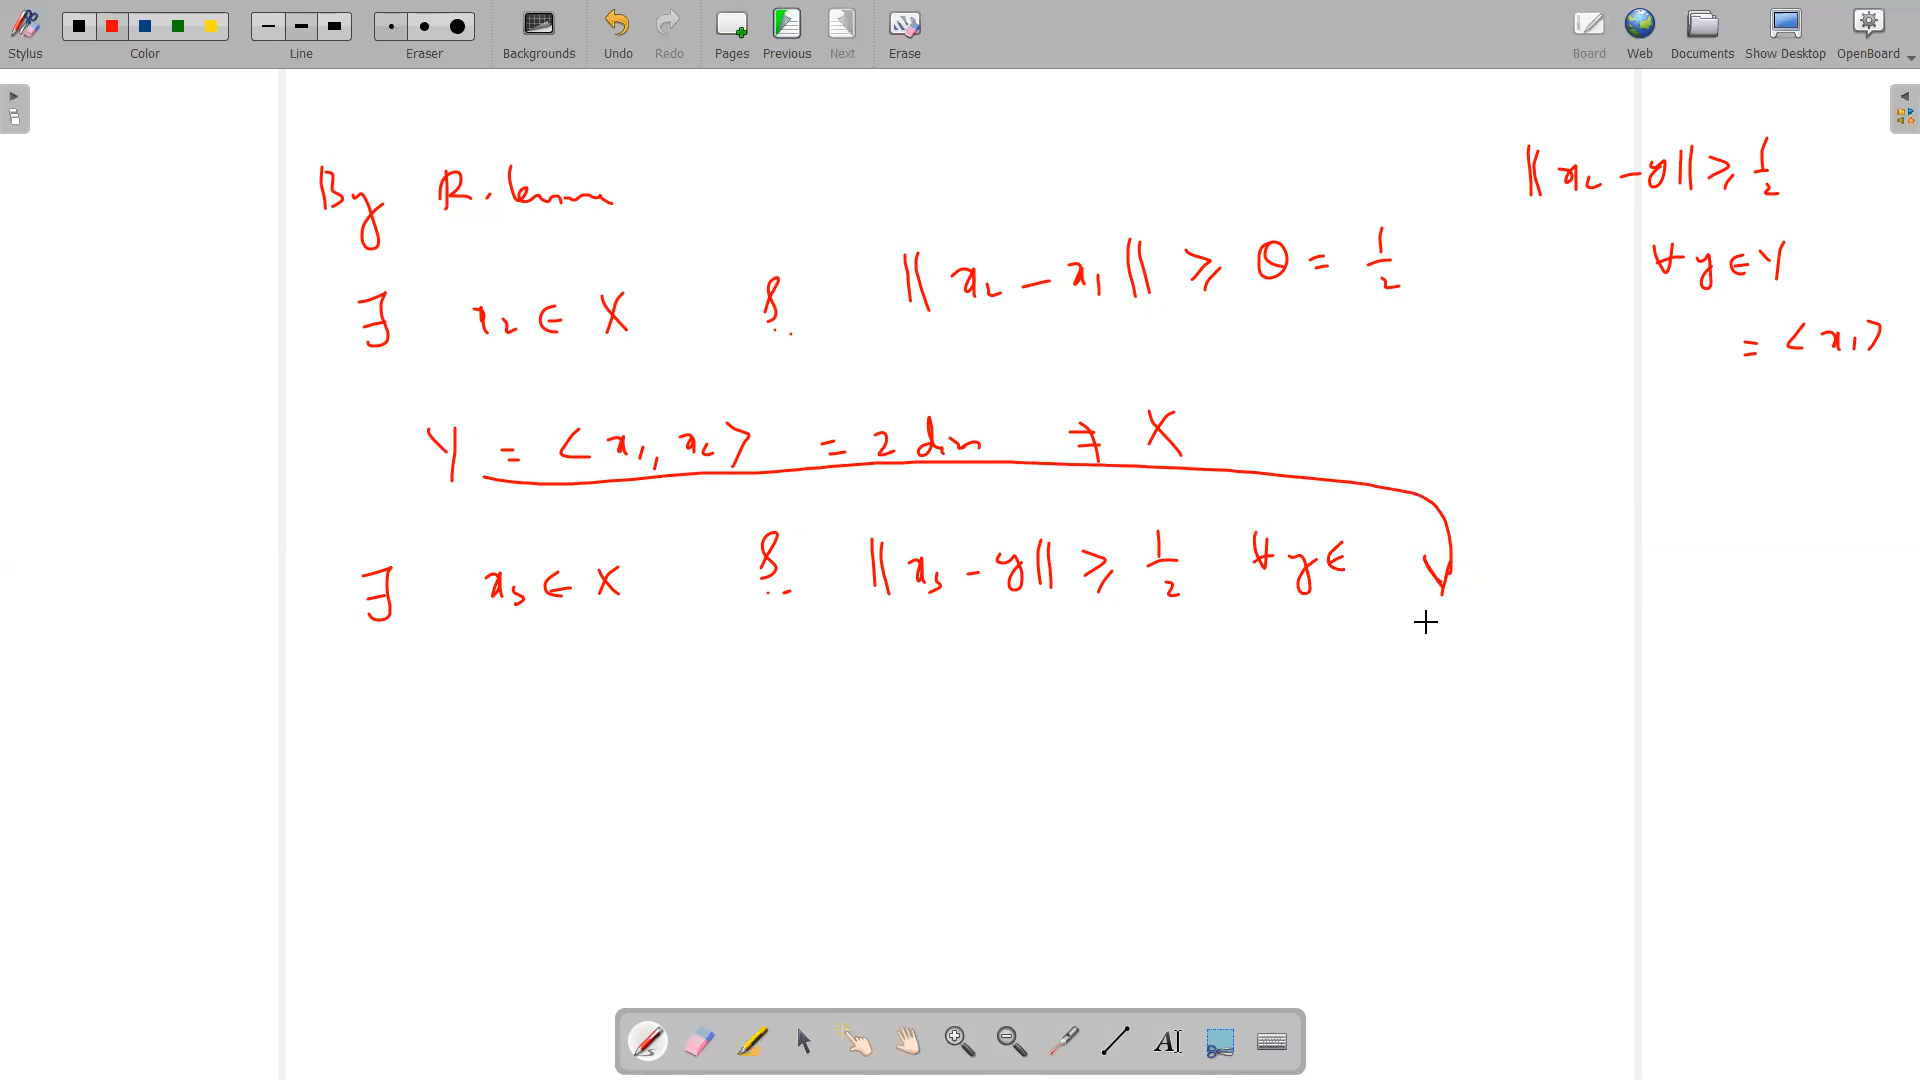 Stylus Color Line Eraser Backgrounds Undo Redo Pages Previous Next Erase Board Web Documents Show Desktop OpenBoard
By R. lemma
∃ x₂ ∈ X ‖x₂ − x₁‖ ≥ θ = 1/2
Y = ⟨x₁, x₂⟩ = 2 dim ≠ X
∃ x₃ ∈ X ‖x₃ − y‖ ≥ 1/2 ∀ y ∈
‖x₂ − y‖ ≥ 1/2
∀ y ∈ Y
= ⟨x₁⟩